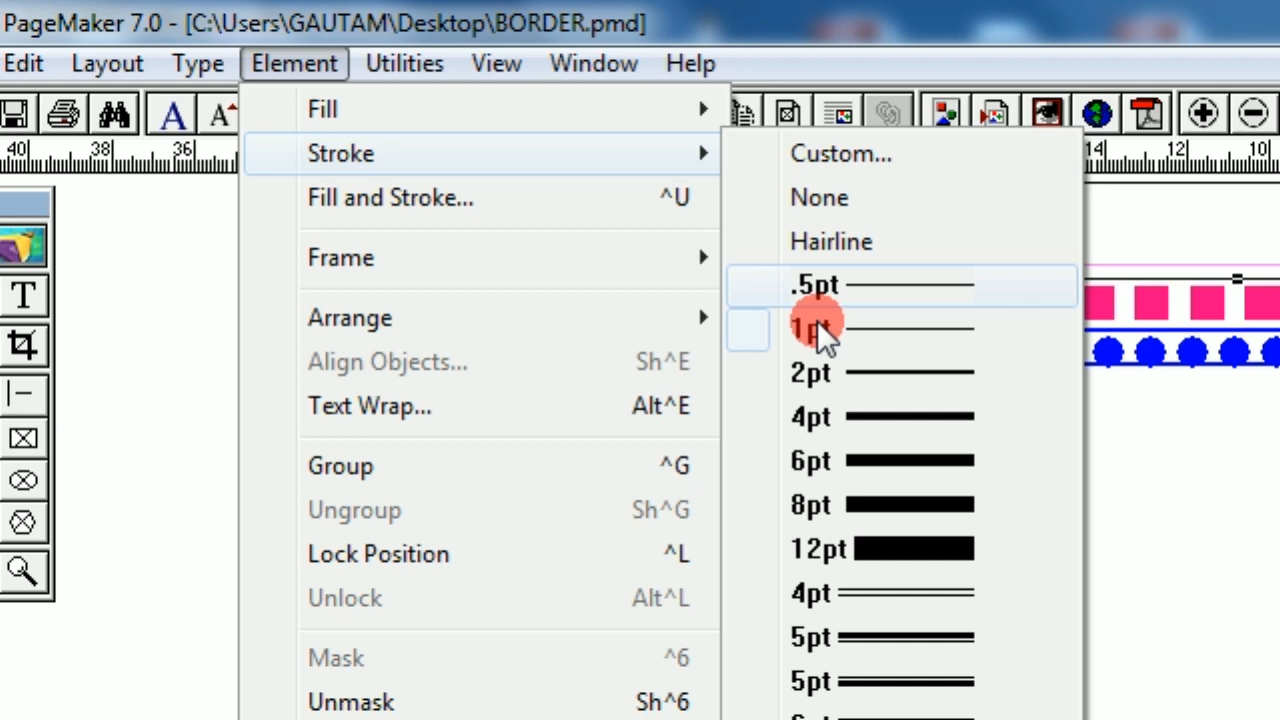 PageMaker 7.0 - [C:\Users\GAUTAM\Desktop\BORDER.pmd]
Edit Layout Type Element Utilities View Window Help
A A
40 38 36 14 12 10
T
Fill
Stroke
Fill and Stroke... ^U
Frame
Arrange
Align Objects... Sh^E
Text Wrap... Alt^E
Group ^G
Ungroup Sh^G
Lock Position ^L
Unlock Alt^L
Mask ^6
Unmask Sh^6
Custom...
None
Hairline
.5pt
1pt
2pt
4pt
6pt
8pt
12pt
4pt
5pt
5pt